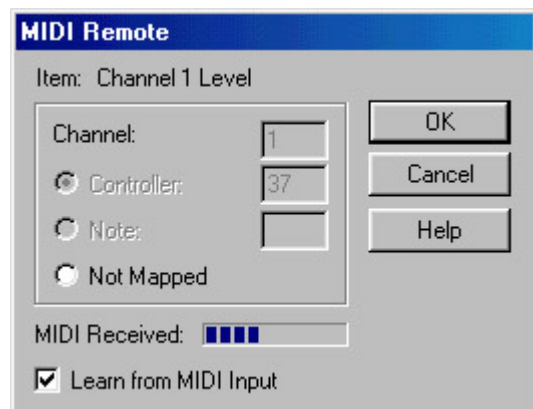 MIDI Remote
Item: Channel 1 Level
Channel: 1
Controller: 37
Note:
Not Mapped
OK
Cancel
Help
MIDI Received:
Learn from MIDI Input